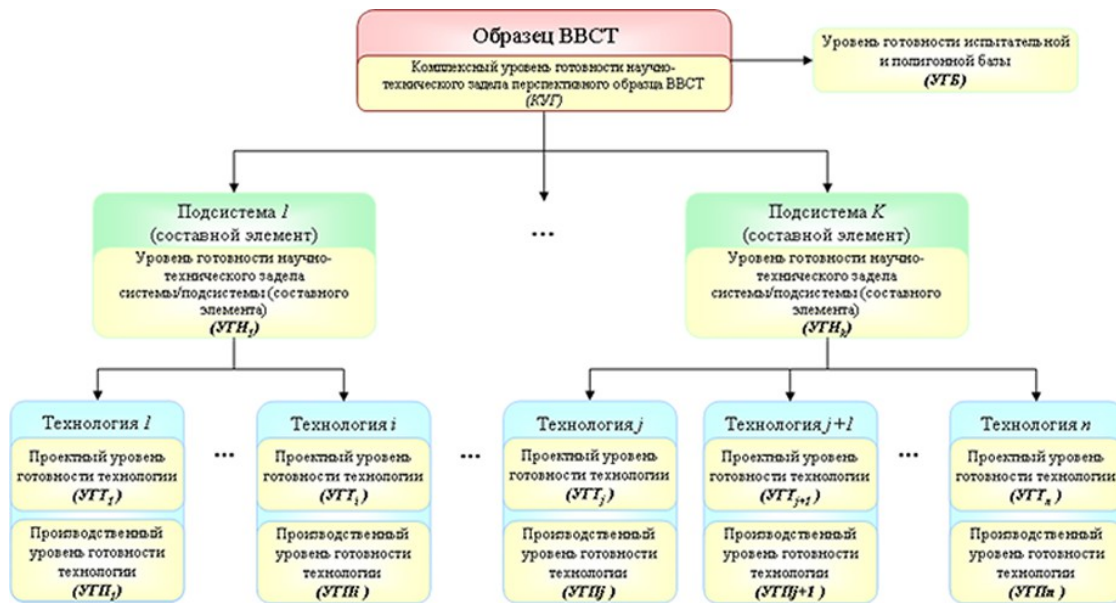 Образец ВВСТ
Комплексный уровень готовности научно-
технического задела перспективного образца ВВСТ
(КУГ)
Уровень готовности испытательной
и полигонной базы
(УГБ)
Подсистема 1
(составной элемент)
Уровень готовности научно-
технического задела
системы/подсистемы (составного
элемента)
(УГН1)
...
Подсистема K
(составной элемент)
Уровень готовности научно-
технического задела
системы/подсистемы (составного
элемента)
(УГНk)
Технология 1
Проектный уровень
готовности технологии
(УГТ1)
Производственный
уровень готовности
технологии
(УГП1)
...
Технология i
Проектный уровень
готовности технологии
(УГТi)
Производственный
уровень готовности
технологии
(УГПi)
...
Технология j
Проектный уровень
готовности технологии
(УГТj)
Производственный
уровень готовности
технологии
(УГПj)
Технология j+1
Проектный уровень
готовности технологии
(УГТj+1)
Производственный
уровень готовности
технологии
(УГПj+1)
...
Технология n
Проектный уровень
готовности технологии
(УГТn)
Производственный
уровень готовности
технологии
(УГПn)